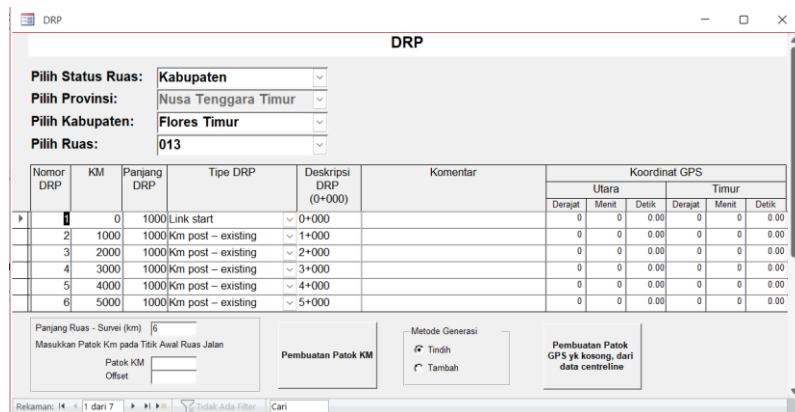 DRP
DRP
Pilih Status Ruas: Kabupaten
Pilih Provinsi: Nusa Tenggara Timur
Pilih Kabupaten: Flores Timur
Pilih Ruas: 013
Nomor DRP KM Panjang DRP Tipe DRP Deskripsi DRP (0+000) Komentar Koordinat GPS
Utara Timur
Derajat Menit Detik Derajat Menit Detik
1 0 1000 Link start 0+000 0 0 0.00 0 0 0.00
2 1000 1000 Km post – existing 1+000 0 0 0.00 0 0 0.00
3 2000 1000 Km post – existing 2+000 0 0 0.00 0 0 0.00
4 3000 1000 Km post – existing 3+000 0 0 0.00 0 0 0.00
5 4000 1000 Km post – existing 4+000 0 0 0.00 0 0 0.00
6 5000 1000 Km post – existing 5+000 0 0 0.00 0 0 0.00
Panjang Ruas - Survei (km) 6
Masukkan Patok Km pada Titik Awal Ruas Jalan
Patok KM
Offset
Pembuatan Patok KM
Metode Generasi
Tindih
Tambah
Pembuatan Patok
GPS yk kosong, dari
data centreline
Rekaman: 1 dari 7 Tidak Ada Filter Cari